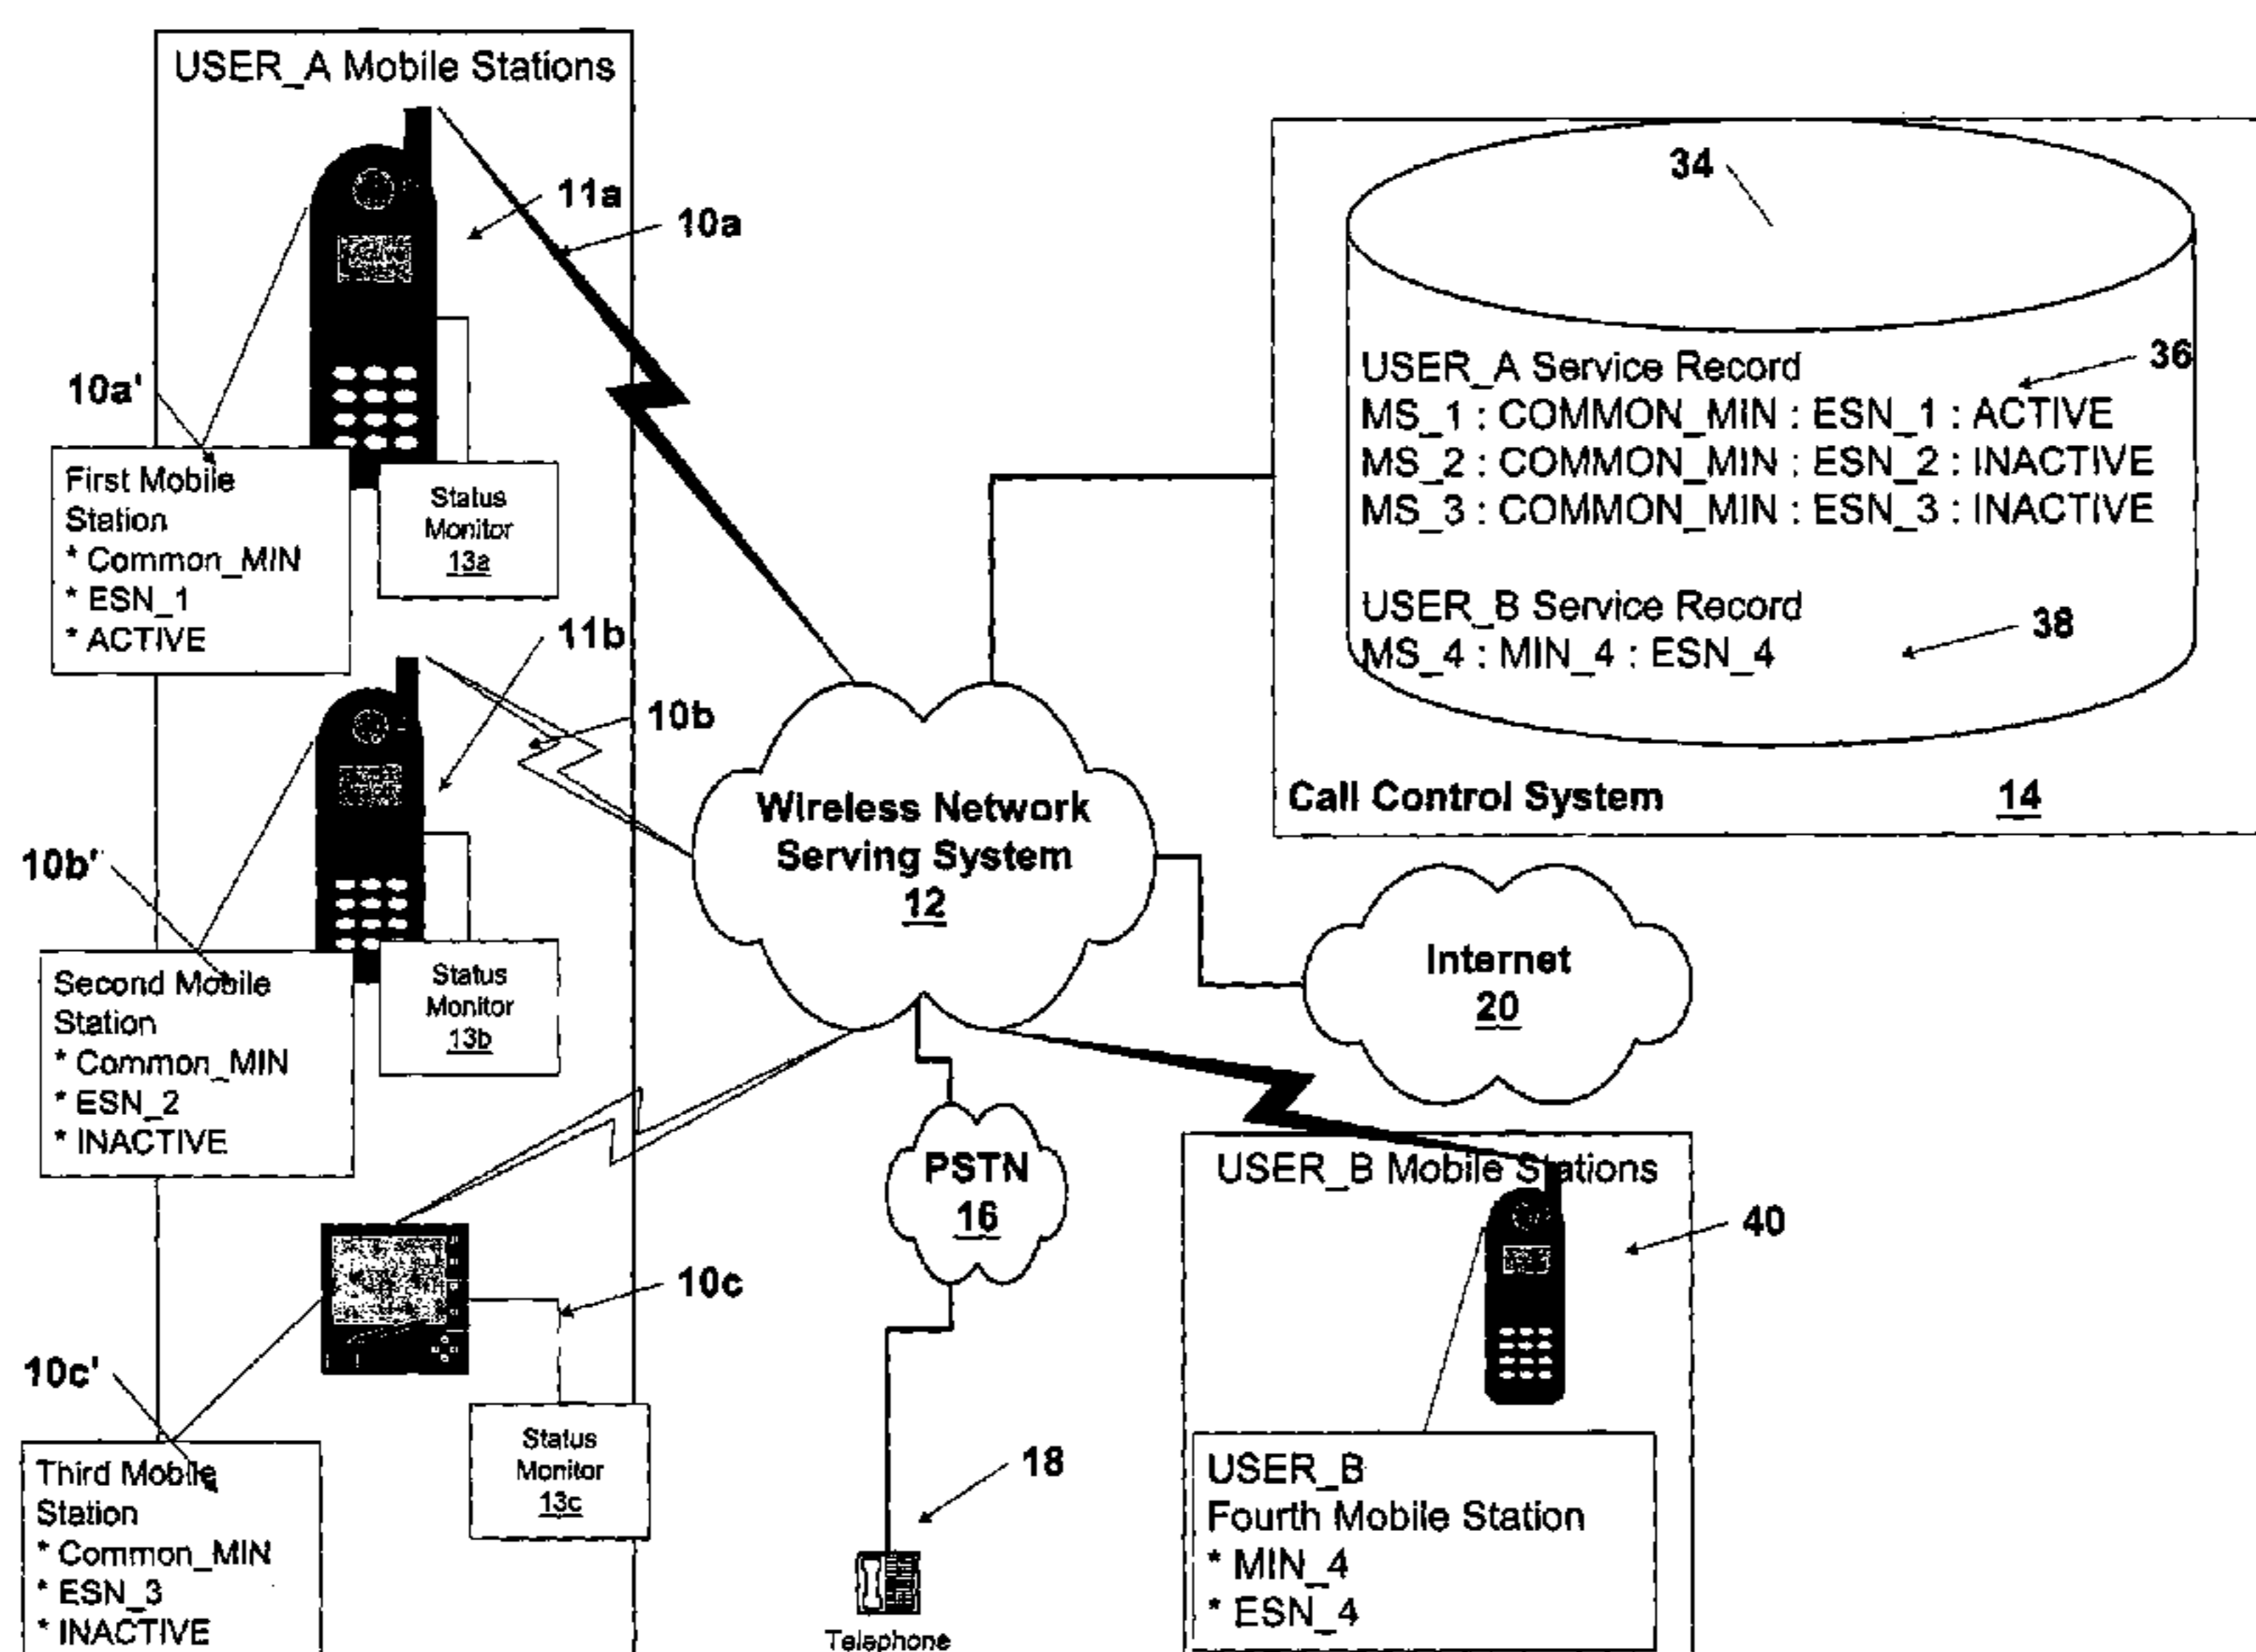 USER_A Mobile Stations
11a
10a
10a'
First Mobile
Station
* Common_MIN
* ESN_1
* ACTIVE
Status
Monitor
13a
11b
10b
10b'
Second Mobile
Station
* Common_MIN
* ESN_2
* INACTIVE
Status
Monitor
13b
10c
10c'
Third Mobile
Station
* Common_MIN
* ESN_3
* INACTIVE
Status
Monitor
13c
Wireless Network
Serving System
12
34
36
USER_A Service Record
MS_1 : COMMON_MIN : ESN_1 : ACTIVE
MS_2 : COMMON_MIN : ESN_2 : INACTIVE
MS_3 : COMMON_MIN : ESN_3 : INACTIVE
USER_B Service Record
38
MS_4 : MIN_4 : ESN_4
Call Control System 14
Internet
20
PSTN
16
18
Telephone
USER_B Mobile Stations
40
USER_B
Fourth Mobile Station
* MIN_4
* ESN_4